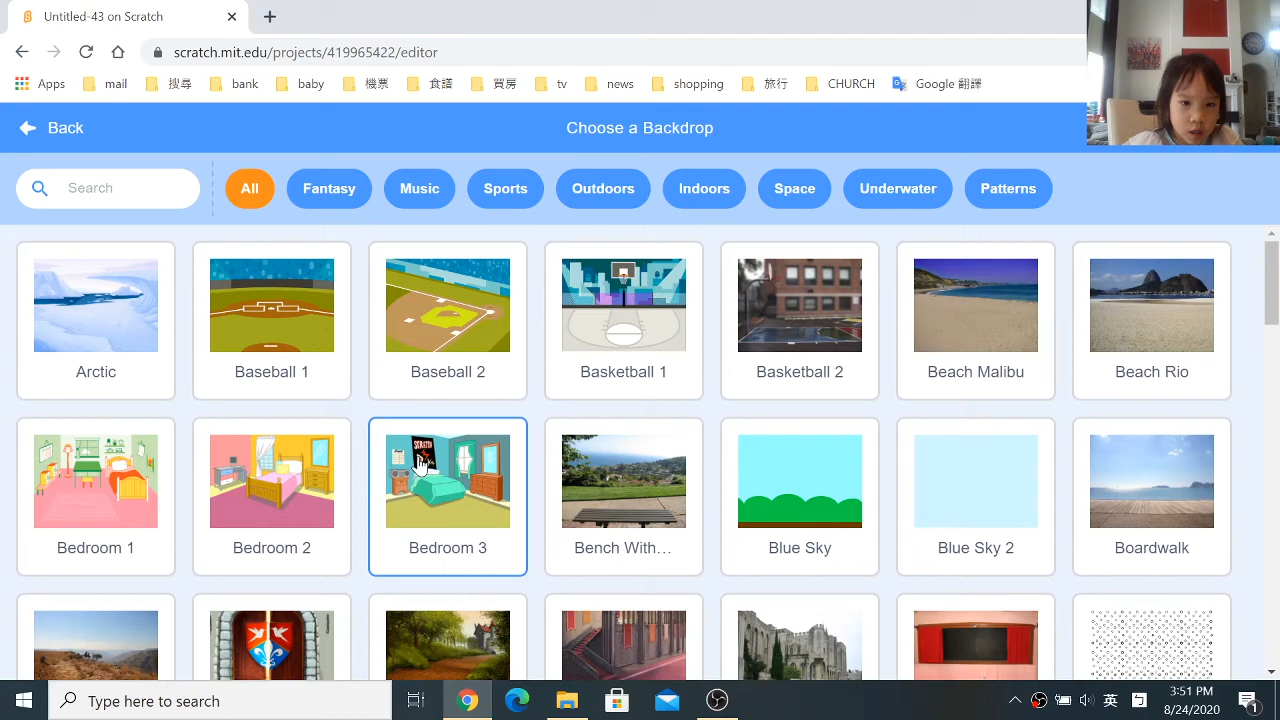 Untitled-43 on Scratch
scratch.mit.edu/projects/419965422/editor
Apps mail 搜尋 bank baby 機票 食譜 買房 tv news shopping 旅行 CHURCH Google 翻譯
Back
Choose a Backdrop
Search
All Fantasy Music Sports Outdoors Indoors Space Underwater Patterns
Arctic Baseball 1 Baseball 2 Basketball 1 Basketball 2 Beach Malibu Beach Rio
SCRATCH
Bedroom 1 Bedroom 2 Bedroom 3 Bench With... Blue Sky Blue Sky 2 Boardwalk
Type here to search
英
3:51 PM
8/24/2020
1